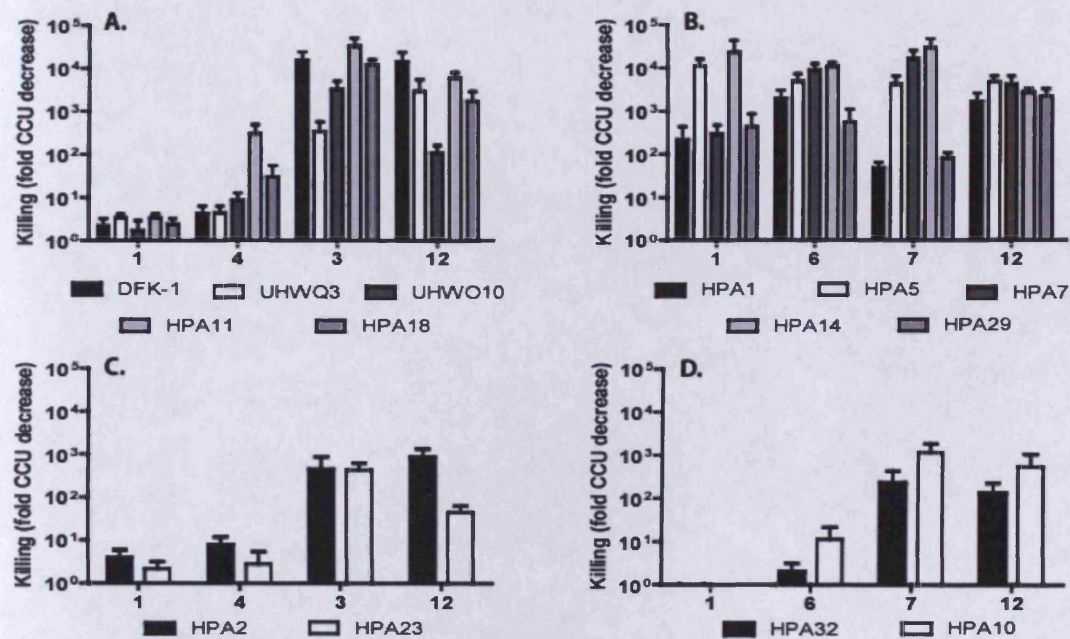 A.
Killing (fold CCU decrease)
10⁵
10⁴
10³
10²
10¹
10⁰
1 4 3 12
DFK-1 UHWQ3 UHWO10
HPA11 HPA18
B.
Killing (fold CCU decrease)
10⁵
10⁴
10³
10²
10¹
10⁰
1 6 7 12
HPA1 HPA5 HPA7
HPA14 HPA29
C.
Killing (fold CCU decrease)
10⁵
10⁴
10³
10²
10¹
10⁰
1 4 3 12
HPA2 HPA23
D.
Killing (fold CCU decrease)
10⁵
10⁴
10³
10²
10¹
10⁰
1 6 7 12
HPA32 HPA10